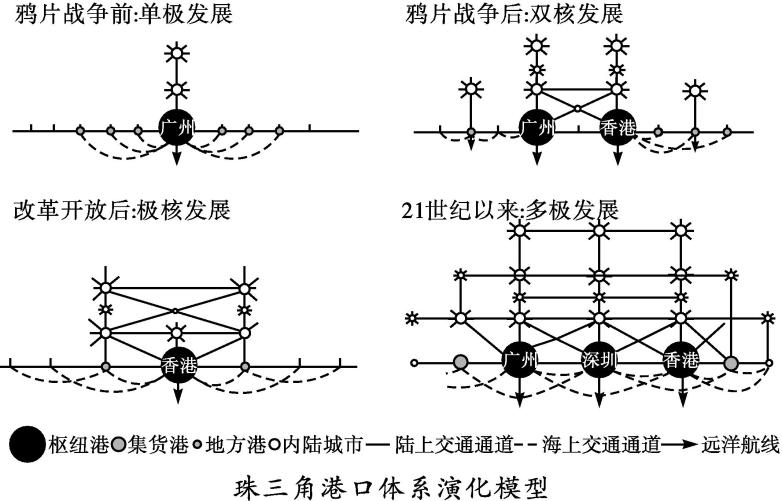 鸦片战争前:单极发展
鸦片战争后:双核发展
广州
广州
香港
改革开放后:极核发展
21世纪以来:多极发展
香港
广州
深圳
香港
枢纽港 集货港 地方港 内陆城市 陆上交通通道 海上交通通道 远洋航线
珠三角港口体系演化模型